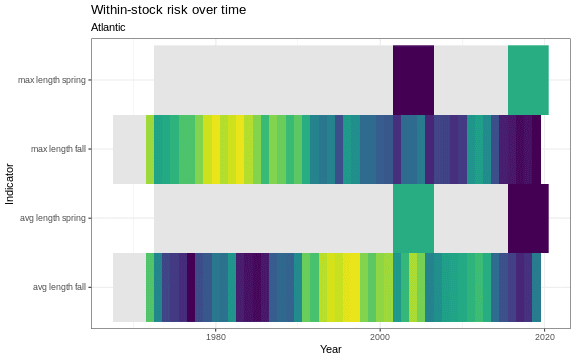 Within-stock risk over time
Atlantic
Indicator
max length spring
max length fall
avg length spring
avg length fall
1980
2000
2020
Year